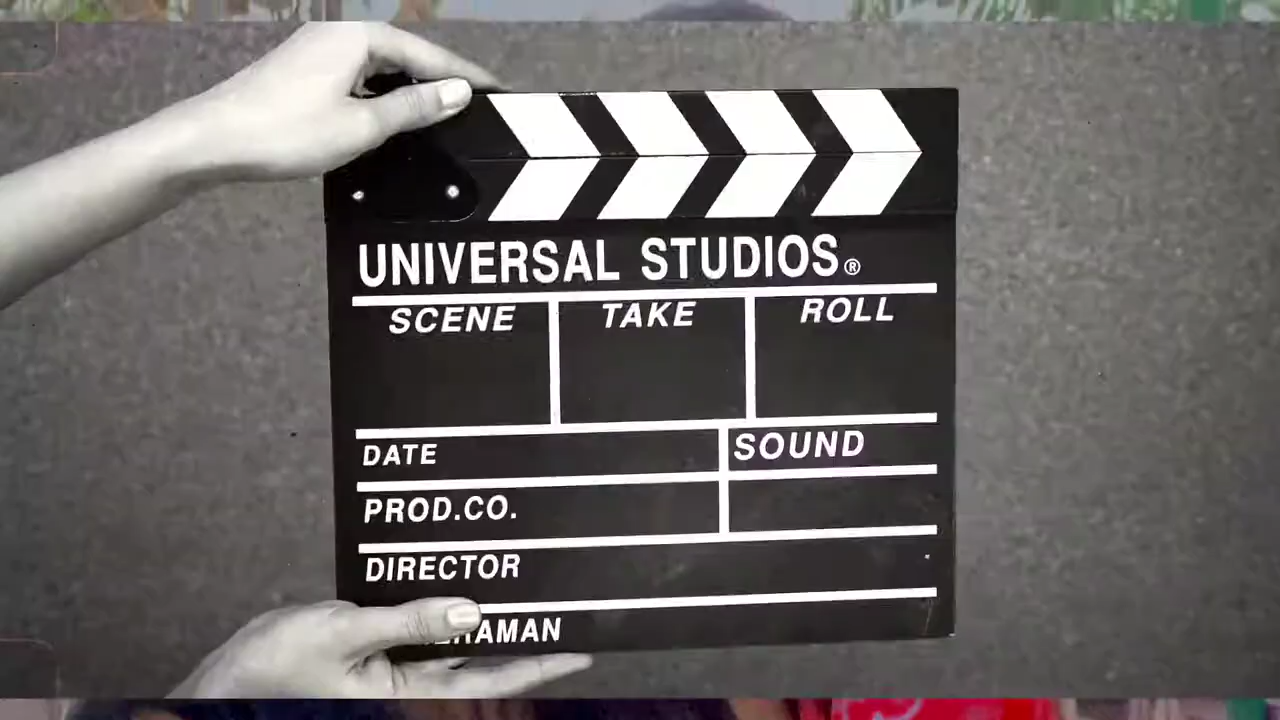 UNIVERSAL STUDIOS®
SCENE TAKE ROLL
DATE SOUND
PROD.CO.
DIRECTOR